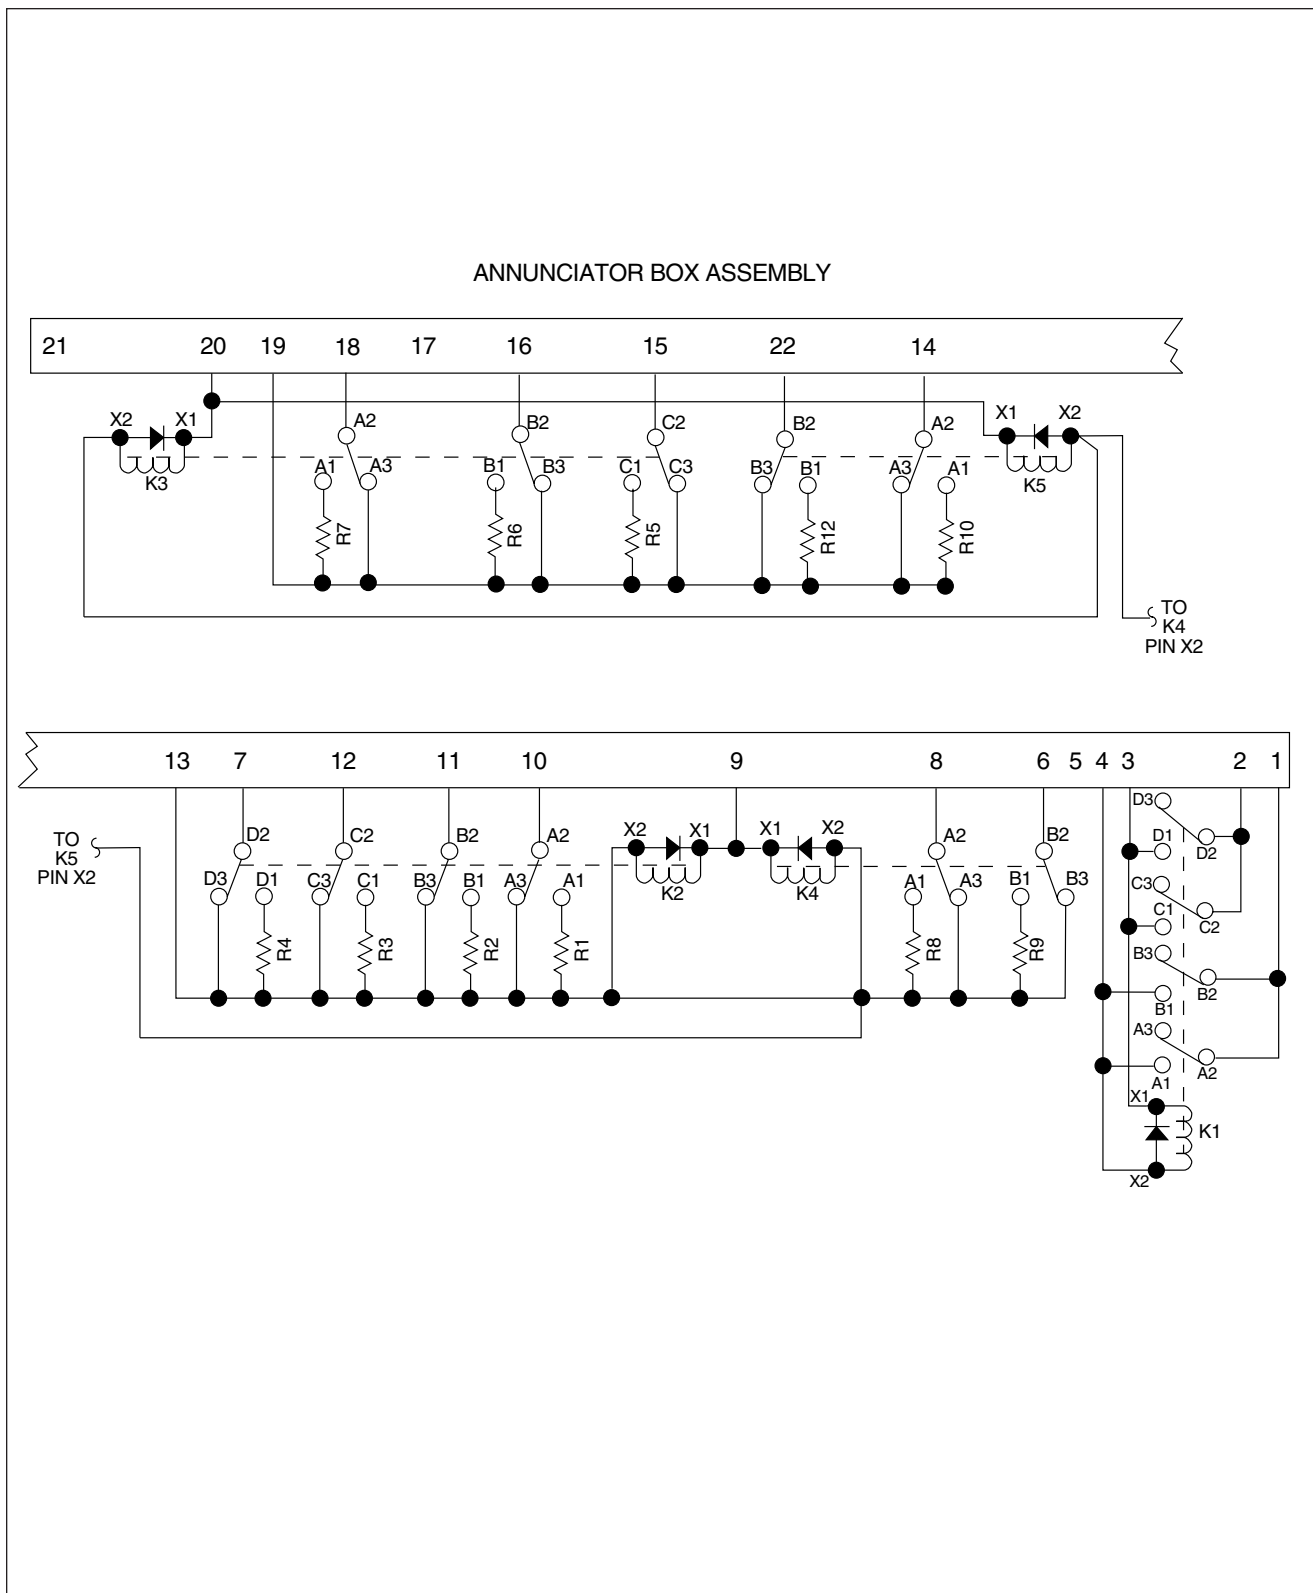 ANNUNCIATOR BOX ASSEMBLY
21 20 19 18 17 16 15 22 14
X2 X1 A2 B2 C2 B2 A2 X1 X2
K3 A1 A3 B1 B3 C1 C3 B3 B1 A3 A1 K5
R7 R6 R5 R12 R10
TO
K4
PIN X2
13 7 12 11 10 9 8 6 5 4 3 2 1
TO
K5
PIN X2
D2 C2 B2 A2 X2 X1 X1 X2 A2 B2
D3 D1 C3 C1 B3 B1 A3 A1 K2 K4 A1 A3 B1 B3
R4 R3 R2 R1 R8 R9
D3
D1 D2
C3
C1 C2
B3
B1 B2
A3
A1 A2
X1
K1
X2